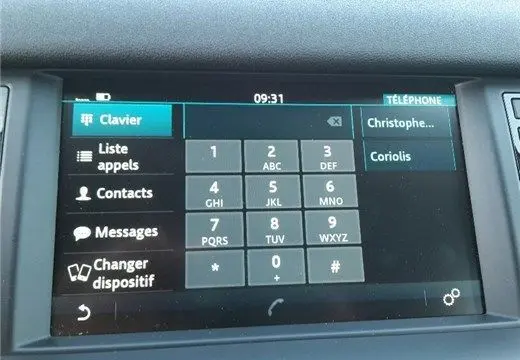 09:31
TÉLÉPHONE
Clavier
Christophe...
Liste
appels
Coriolis
Contacts
Messages
Changer
dispositif
1
2
ABC
3
DEF
4
GHI
5
JKL
6
MNO
7
PQRS
8
TUV
9
WXYZ
*
0
+
#